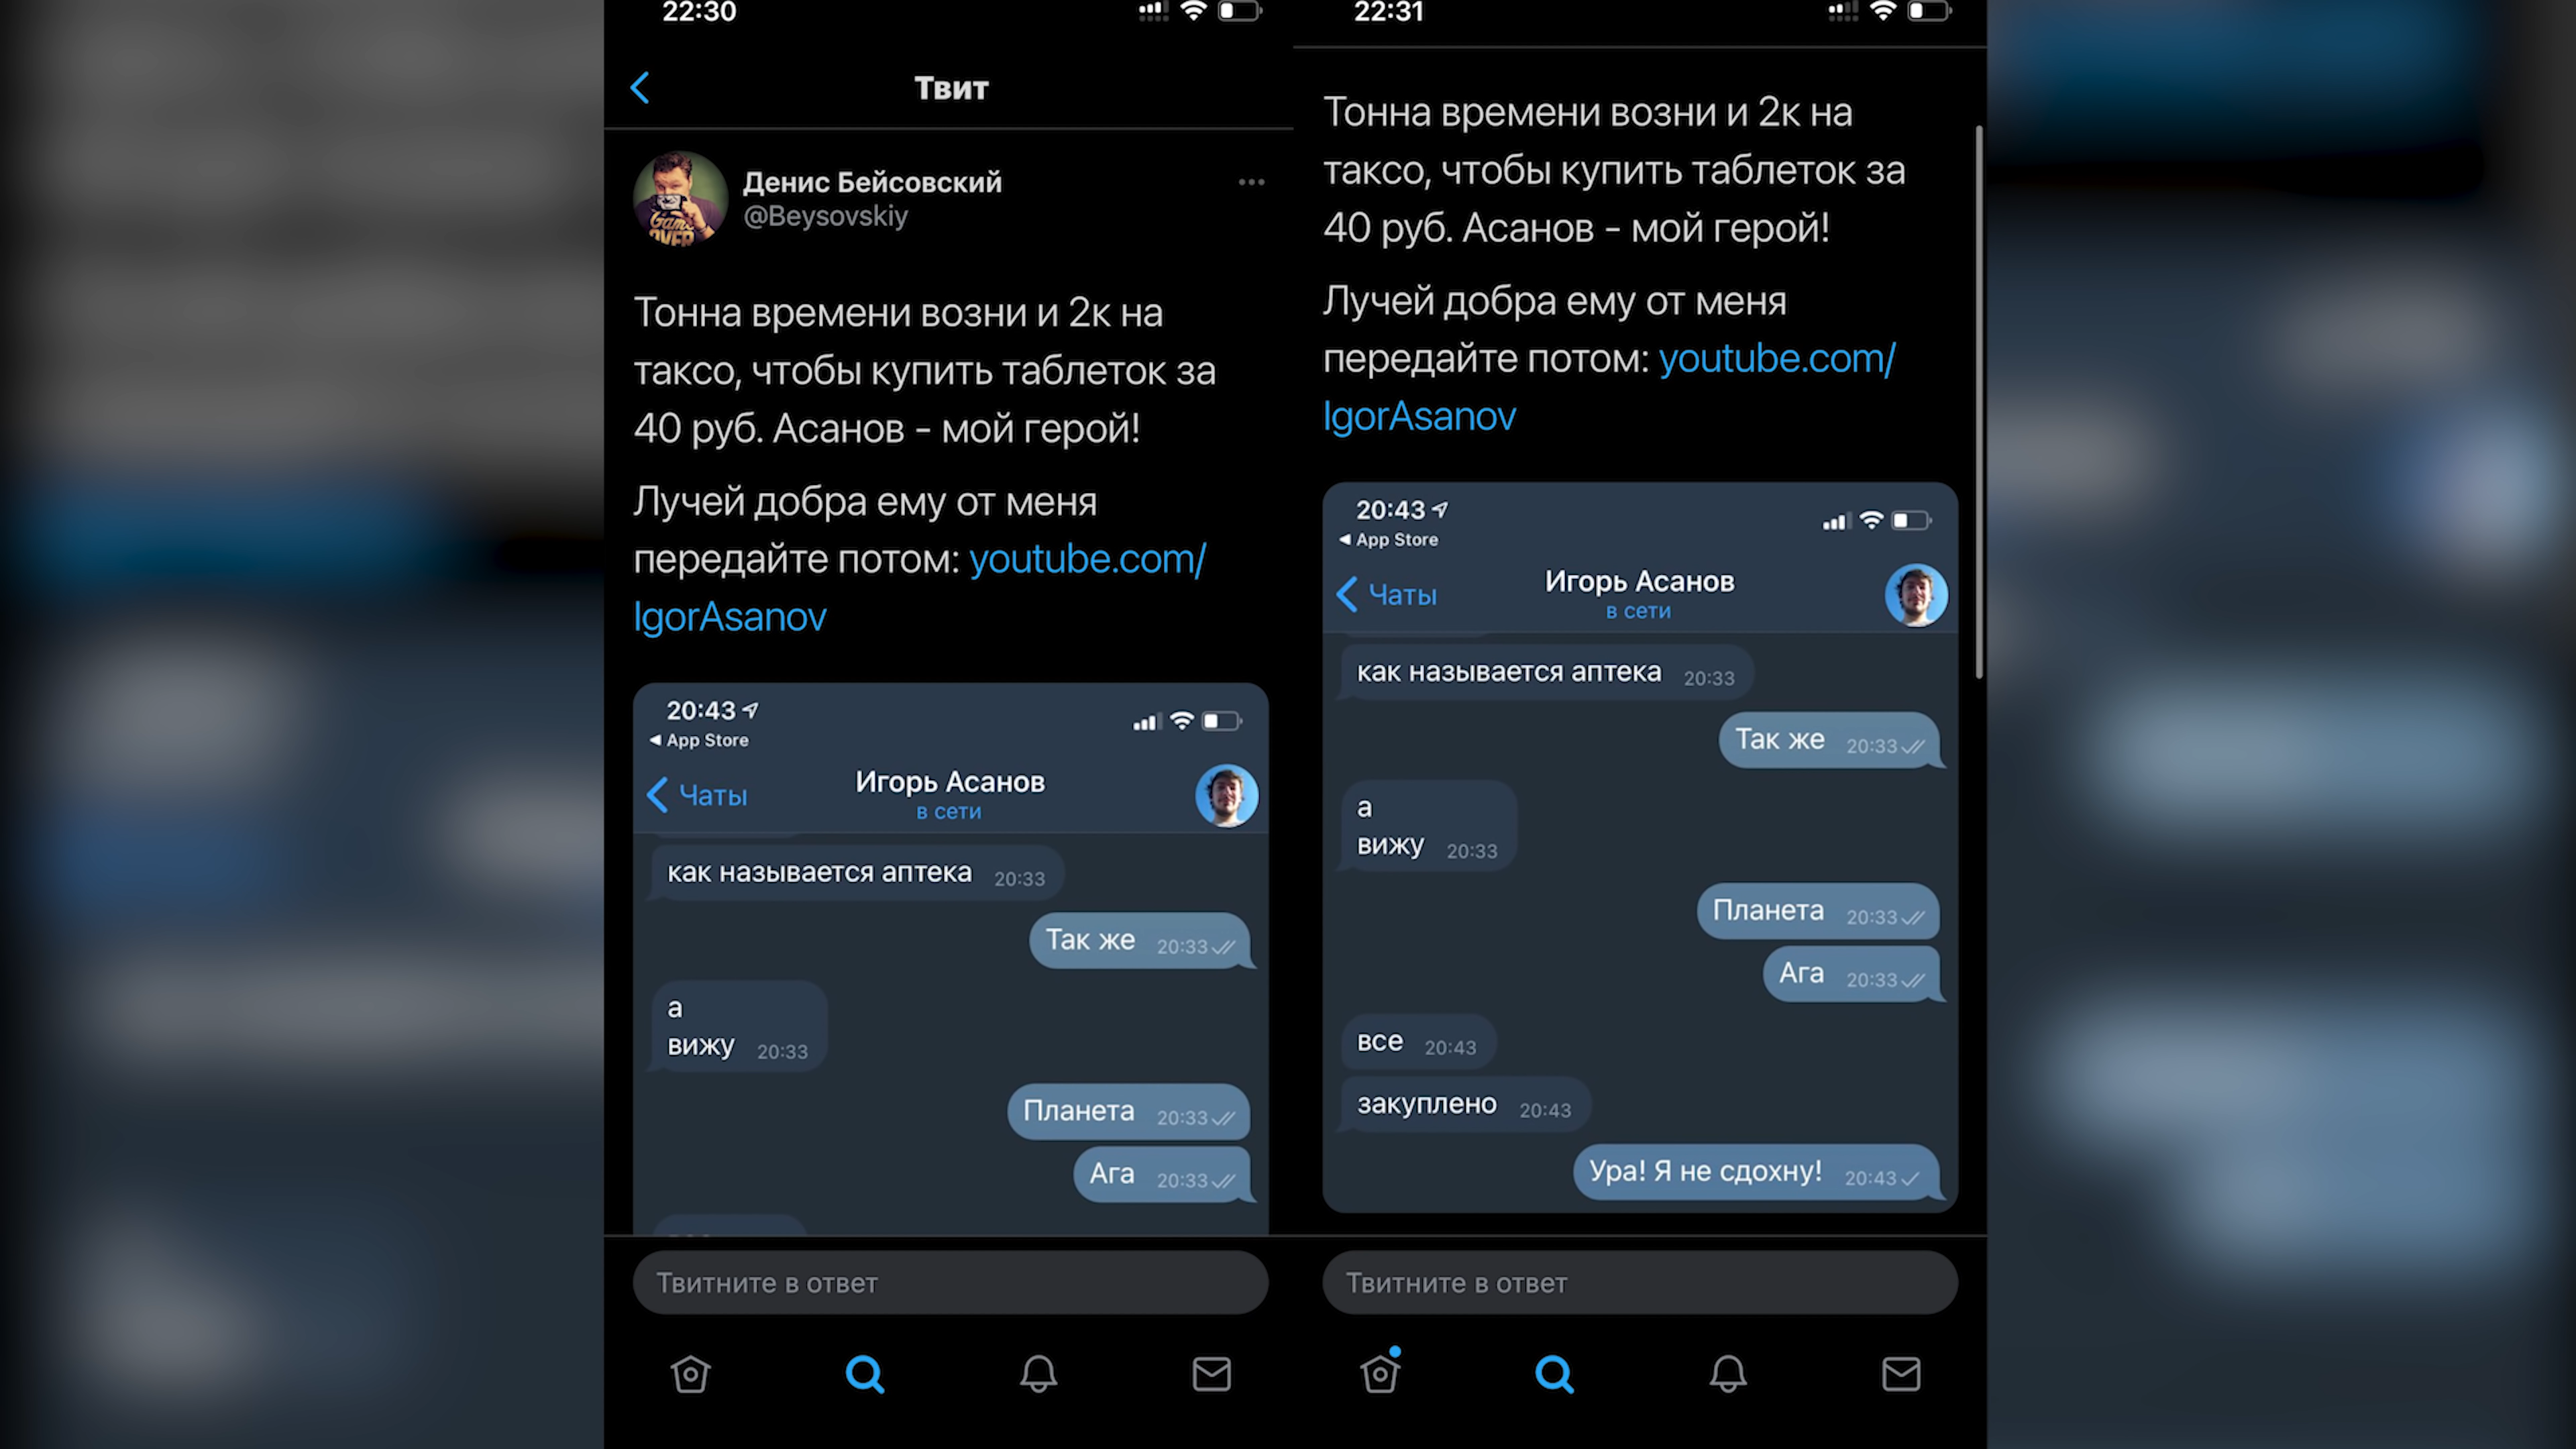 22:30
Твит
Денис Бейсовский
@Beysovskiy
Тонна времени возни и 2к на
таксо, чтобы купить таблеток за
40 руб. Асанов - мой герой!
Лучей добра ему от меня
передайте потом: youtube.com/
IgorAsanov
20:43
App Store
Чаты
Игорь Асанов
в сети
как называется аптека 20:33
Так же 20:33
а
вижу 20:33
Планета 20:33
Ага 20:33
Твитните в ответ
22:31
Тонна времени возни и 2к на
таксо, чтобы купить таблеток за
40 руб. Асанов - мой герой!
Лучей добра ему от меня
передайте потом: youtube.com/
IgorAsanov
20:43
App Store
Чаты
Игорь Асанов
в сети
как называется аптека 20:33
Так же 20:33
а
вижу 20:33
Планета 20:33
Ага 20:33
все 20:43
закуплено 20:43
Ура! Я не сдохну! 20:43
Твитните в ответ